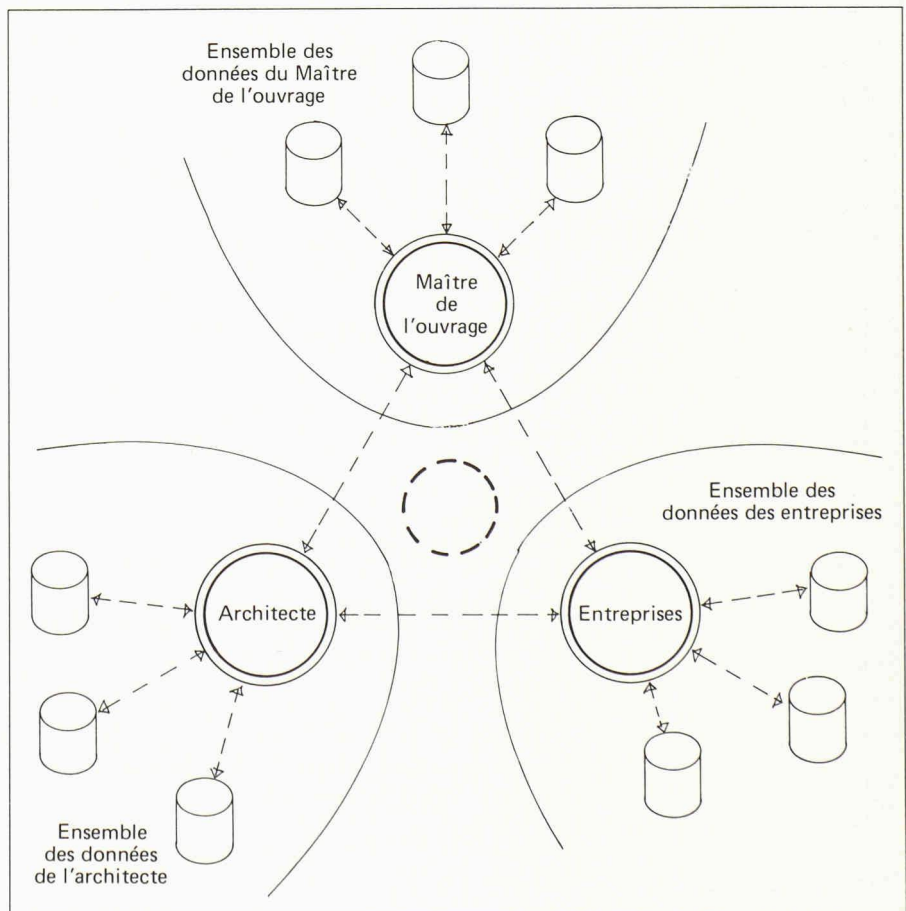 Ensemble des
données du Maître
de l'ouvrage
Maître
de
l'ouvrage
Ensemble des
données des entreprises
Architecte
Entreprises
Ensemble
des données
de l'architecte